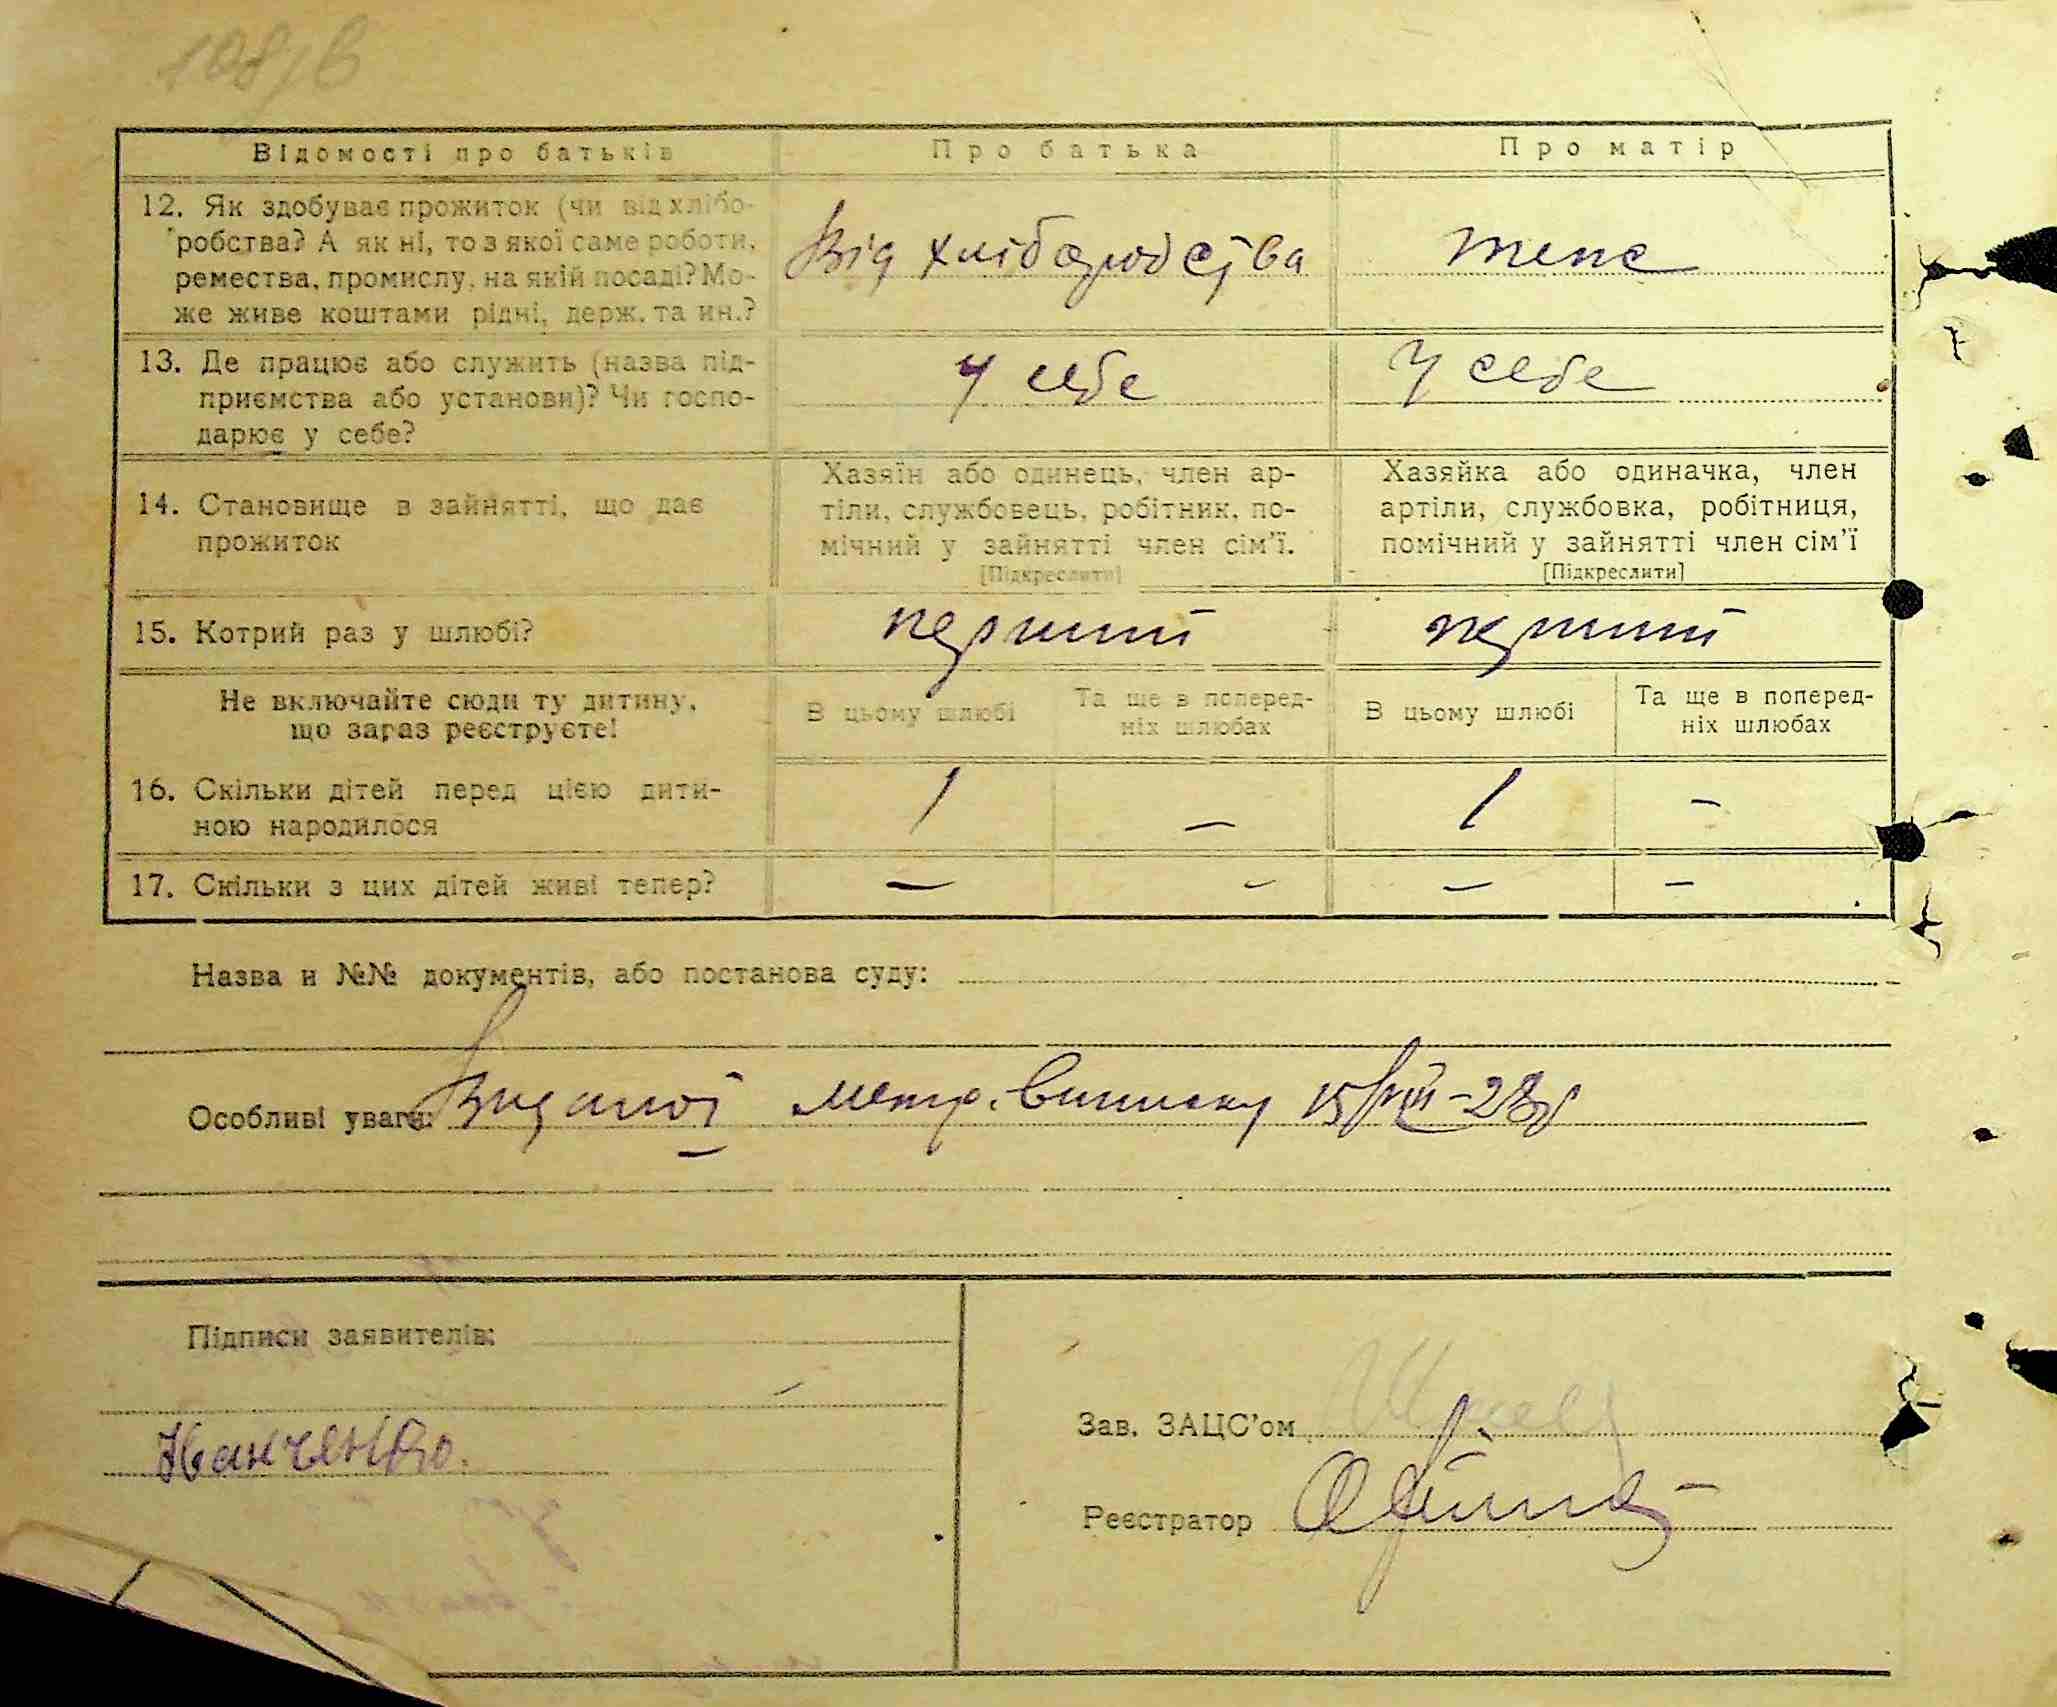 108/в
Відомості про батьків Про батька Про матір
12. Як здобуває прожиток (чи від хлібо-
робства? А як ні, то з якої саме роботи,
ремества, промислу, на якій посаді? Мо-
же живе коштами рідні, держ. та ин.?
Від хліборобства теж
13. Де працює або служить (назва під-
приємства або установи)? Чи госпо-
дарює у себе?
У себе У себе
14. Становище в зайнятті, що дає
прожиток
Хазяїн або одинець, член ар-
тіли, службовець, робітник, по-
мічний у зайнятті член сім'ї.
[Підкреслити]
Хазяйка або одиначка, член
артіли, службовка, робітниця,
помічний у зайнятті член сім'ї
[Підкреслити]
15. Котрий раз у шлюбі? перший перший
Не включайте сюди ту дитину,
що зараз реєструєте!
В цьому шлюбі
Та ще в поперед-
ніх шлюбах
В цьому шлюбі
Та ще в поперед-
ніх шлюбах
16. Скільки дітей перед цією дити-
ною народилося
1 – 1 –
17. Скільки з цих дітей живі тепер? – – – –
Назва и №№ документів, або постанова суду:
Особливі уваги: метр. виписку 15/VIII–28р
Підписи заявителів:
Иванченко.
Зав. ЗАЦС'ом
Реєстратор